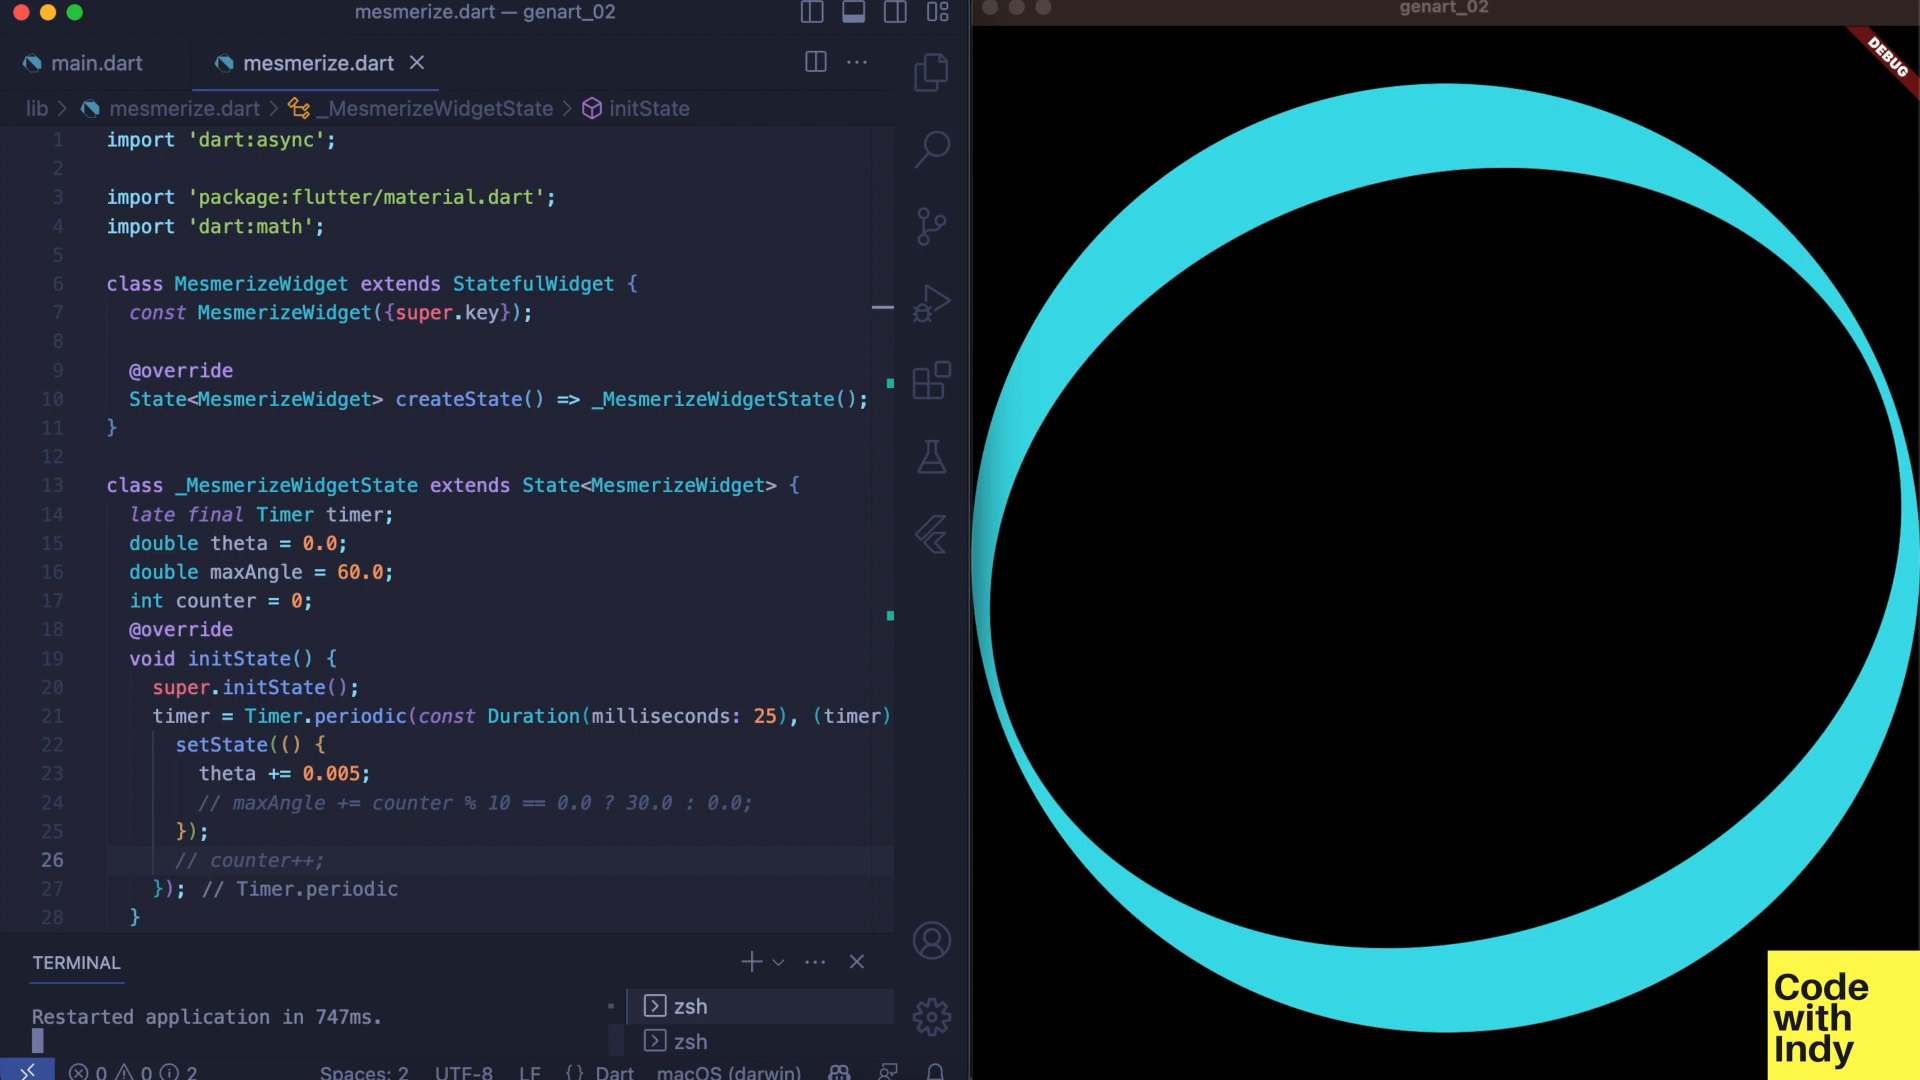 mesmerize.dart — genart_02
main.dart
mesmerize.dart
lib > mesmerize.dart > _MesmerizeWidgetState > initState
1 import 'dart:async';
2
3 import 'package:flutter/material.dart';
4 import 'dart:math';
5
6 class MesmerizeWidget extends StatefulWidget {
7 const MesmerizeWidget({super.key});
8
9 @override
10 State<MesmerizeWidget> createState() => _MesmerizeWidgetState();
11 }
12
13 class _MesmerizeWidgetState extends State<MesmerizeWidget> {
14 late final Timer timer;
15 double theta = 0.0;
16 double maxAngle = 60.0;
17 int counter = 0;
18 @override
19 void initState() {
20 super.initState();
21 timer = Timer.periodic(const Duration(milliseconds: 25), (timer)
22 setState(() {
23 theta += 0.005;
24 // maxAngle += counter % 10 == 0.0 ? 30.0 : 0.0;
25 });
26 // counter++;
27 }); // Timer.periodic
28 }
TERMINAL
Restarted application in 747ms.
zsh
zsh
0 0 2
Spaces: 2 UTF-8 LF {} Dart macOS (darwin)
genart_02
DEBUG
Code
with
Indy